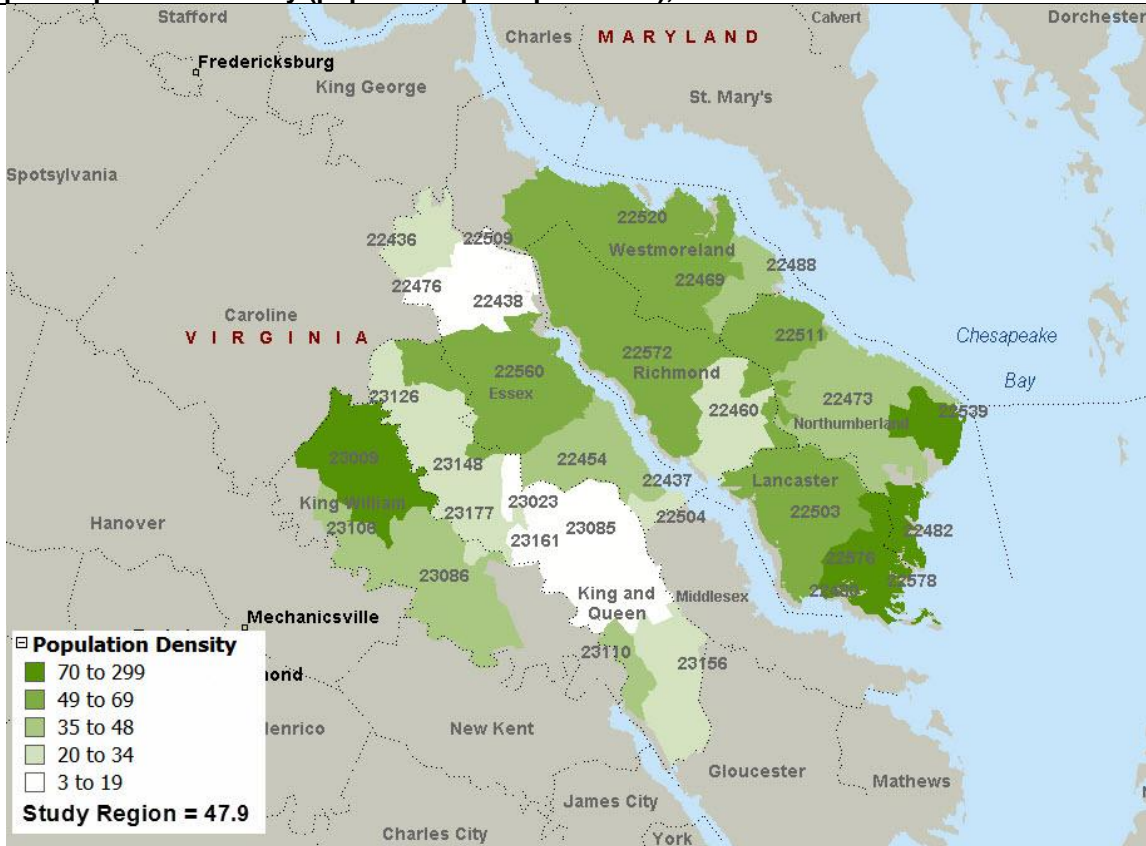 Stafford
Calvert
Dorchester
Charles
MARYLAND
Fredericksburg
King George
St. Mary's
Spotsylvania
22520
22436
22509
Westmoreland
22488
22476
22469
22438
Caroline
VIRGINIA
22511
Chesapeake
Bay
22572
22560
Richmond
Essex
23126
22460
22473
22539
Northumberland
23009
23148
22454
22437
Lancaster
King William
23023
22504
22503
Hanover
23106
23177
23085
22482
23161
22576
23086
22578
King and
Queen
Middlesex
Mechanicsville
23110
23156
Population Density
70 to 299
49 to 69
35 to 48
20 to 34
3 to 19
Study Region = 47.9
New Kent
Gloucester
Mathews
James City
Charles City
York